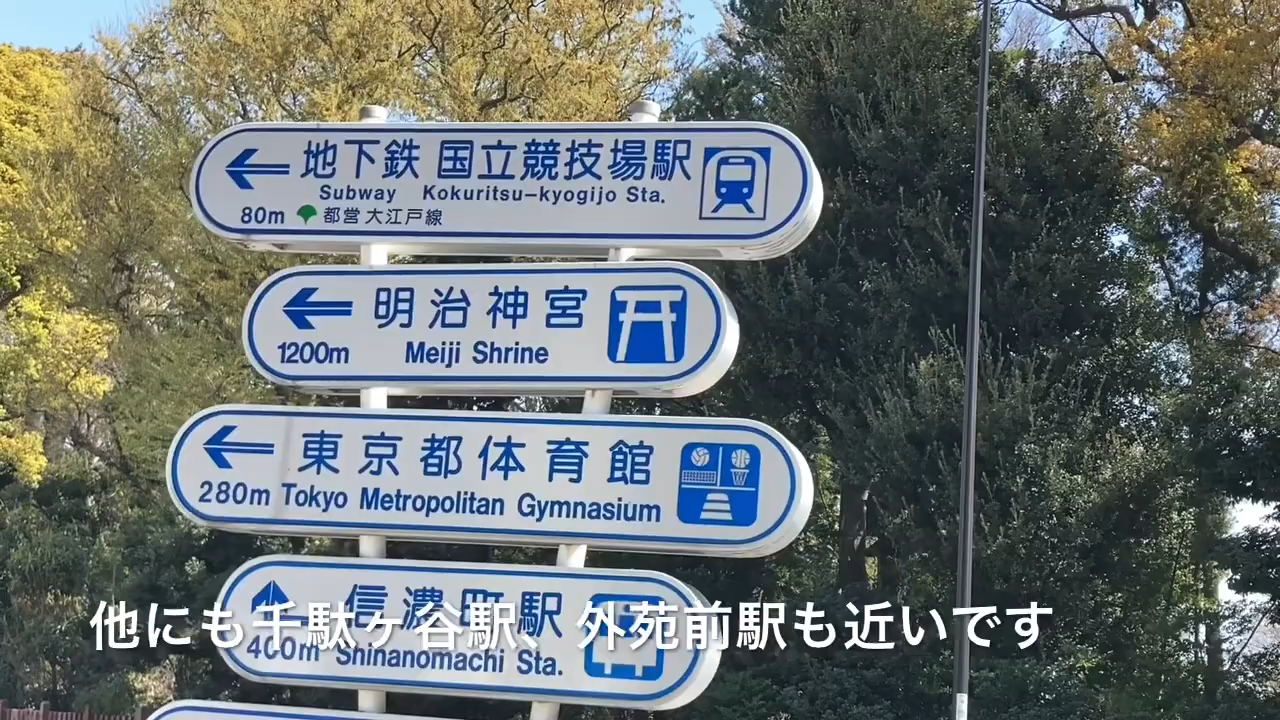 地下鉄 国立競技場駅
Subway Kokuritsu-kyogijo Sta.
80m 都営大江戸線
明治神宮
1200m Meiji Shrine
東京都体育館
280m Tokyo Metropolitan Gymnasium
信濃町駅
400m Shinanomachi Sta.
他にも千駄ヶ谷駅、外苑前駅も近いです